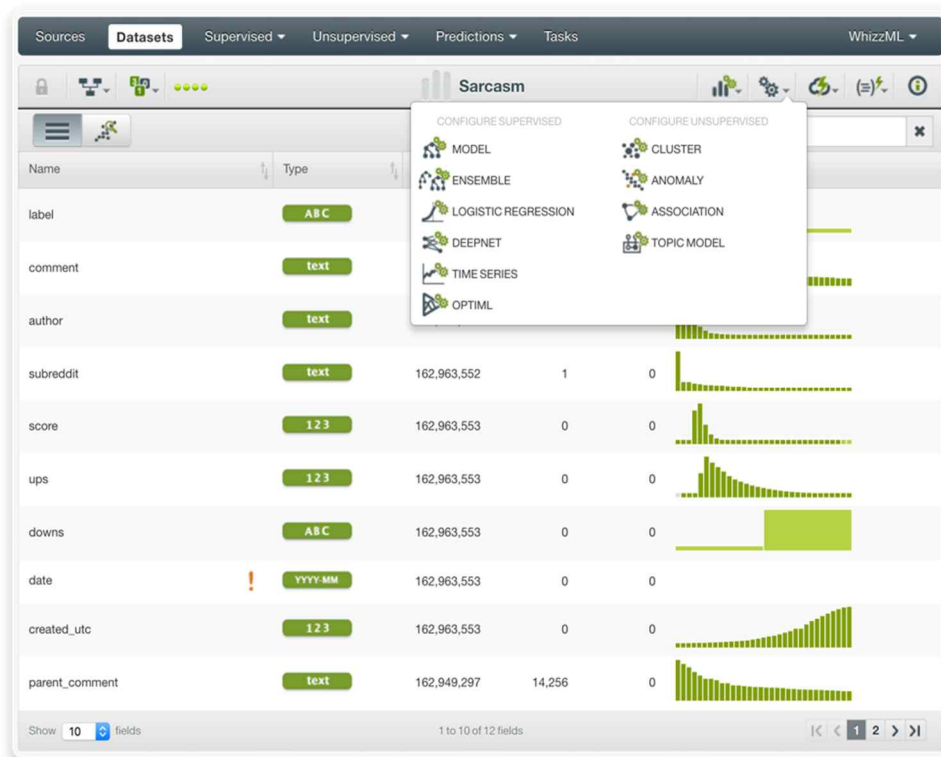 Sources Datasets Supervised Unsupervised Predictions Tasks WhizzML
Sarcasm
CONFIGURE SUPERVISED
MODEL
ENSEMBLE
LOGISTIC REGRESSION
DEEPNET
TIME SERIES
OPTIML
CONFIGURE UNSUPERVISED
CLUSTER
ANOMALY
ASSOCIATION
TOPIC MODEL
Name Type
label ABC
comment text
author text
subreddit text 162,963,552 1 0
score 123 162,963,553 0 0
ups 123 162,963,553 0 0
downs ABC 162,963,553 0 0
date ! YYYY-MM 162,963,553 0 0
created_utc 123 162,963,553 0 0
parent_comment text 162,949,297 14,256 0
Show 10 fields 1 to 10 of 12 fields 1 2